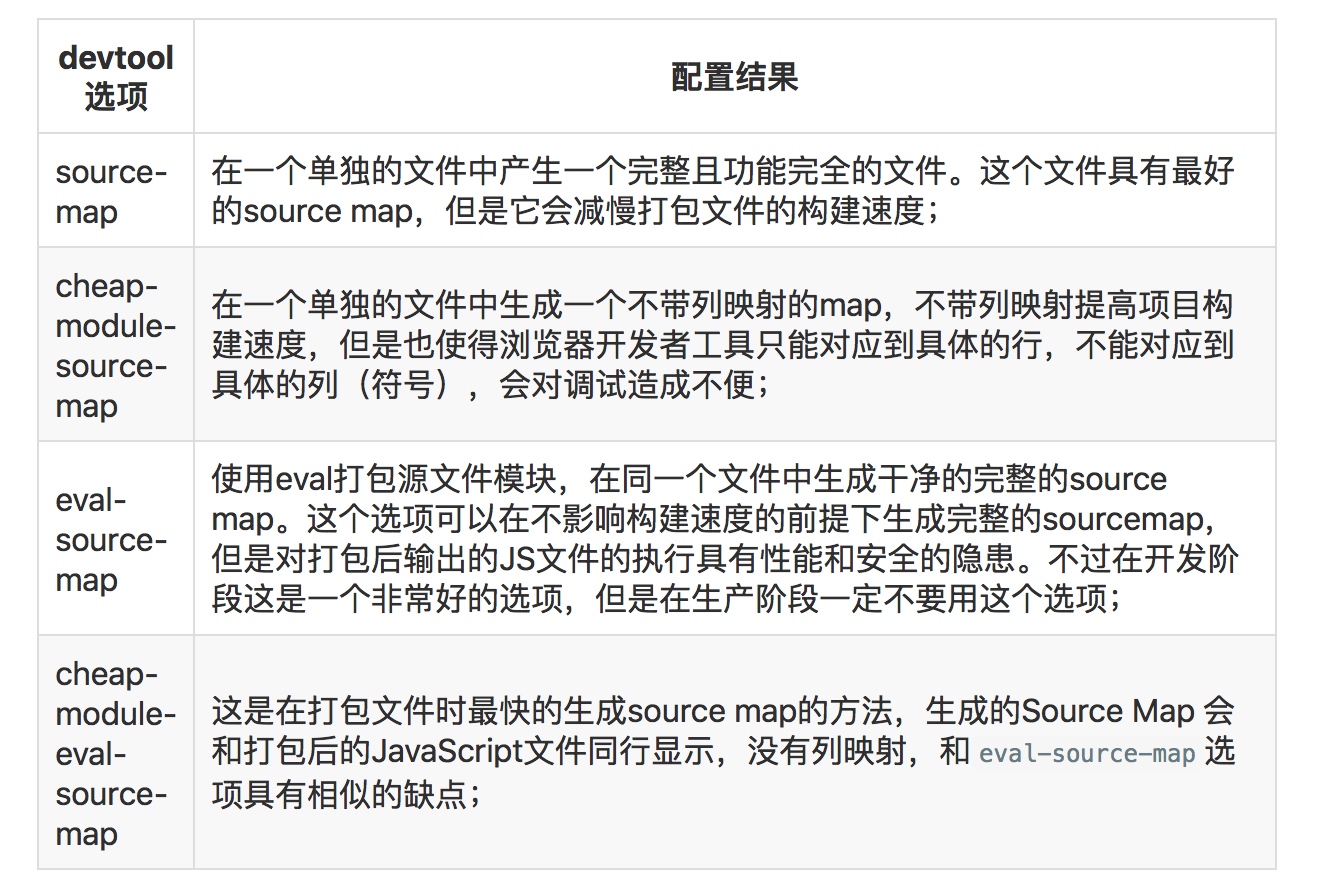 devtool
选项
配置结果
source-
map
在一个单独的文件中产生一个完整且功能完全的文件。这个文件具有最好
的source map，但是它会减慢打包文件的构建速度；
cheap-
module-
source-
map
在一个单独的文件中生成一个不带列映射的map，不带列映射提高项目构
建速度，但是也使得浏览器开发者工具只能对应到具体的行，不能对应到
具体的列（符号），会对调试造成不便；
eval-
source-
map
使用eval打包源文件模块，在同一个文件中生成干净的完整的source
map。这个选项可以在不影响构建速度的前提下生成完整的sourcemap，
但是对打包后输出的JS文件的执行具有性能和安全的隐患。不过在开发阶
段这是一个非常好的选项，但是在生产阶段一定不要用这个选项；
cheap-
module-
eval-
source-
map
这是在打包文件时最快的生成source map的方法，生成的Source Map 会
和打包后的JavaScript文件同行显示，没有列映射，和 eval-source-map 选
项具有相似的缺点；